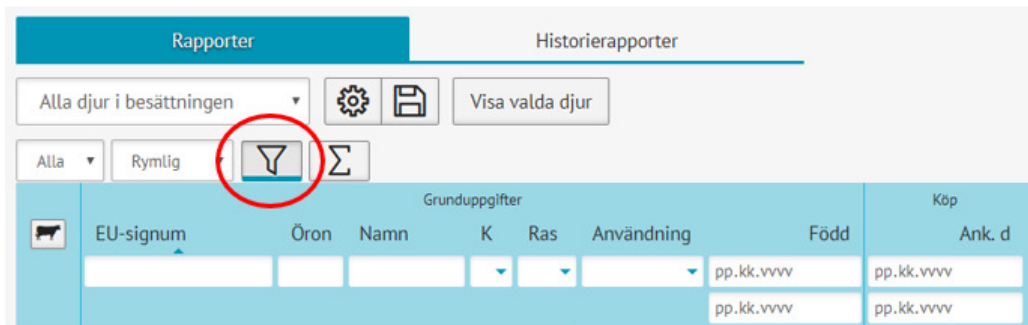 Rapporter Historierapporter
Alla djur i besättningen Visa valda djur
Alla Rymlig Σ
Grunduppgifter Köp
EU-signum Öron Namn K Ras Användning Född Ank. d
pp.kk.vvvv pp.kk.vvvv
pp.kk.vvvv pp.kk.vvvv